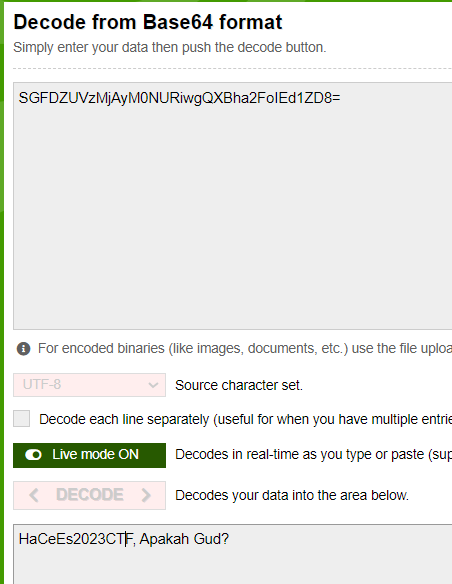 Decode from Base64 format
Simply enter your data then push the decode button.
SGFDZUVzMjAyM0NURiwgQXBha2FoIEd1ZD8=
For encoded binaries (like images, documents, etc.) use the file uploa
UTF-8 Source character set.
Decode each line separately (useful for when you have multiple entrie
Live mode ON Decodes in real-time as you type or paste (sup
< DECODE > Decodes your data into the area below.
HaCeEs2023CTF, Apakah Gud?